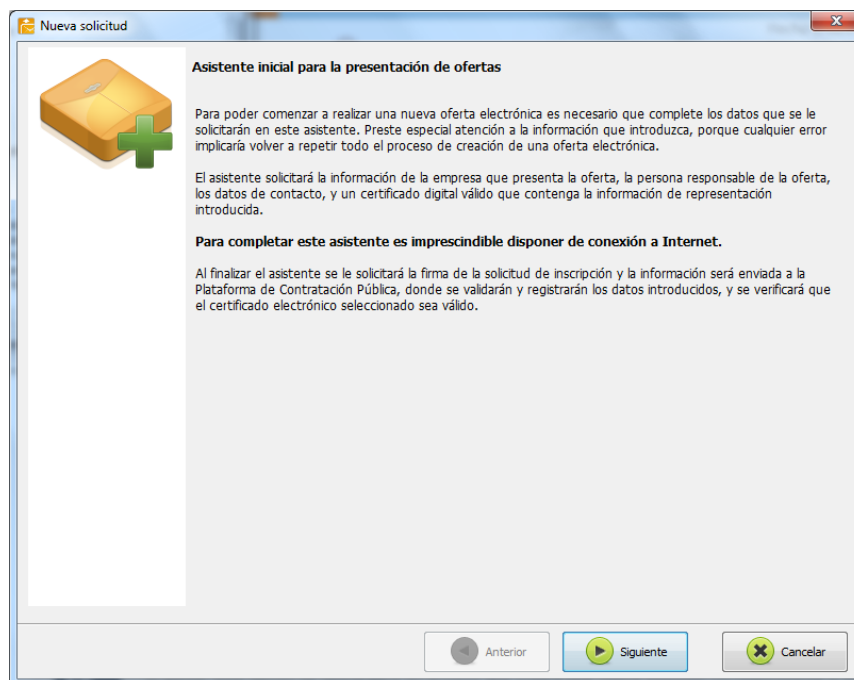 Nueva solicitud
Asistente inicial para la presentación de ofertas
Para poder comenzar a realizar una nueva oferta electrónica es necesario que complete los datos que se le
solicitarán en este asistente. Preste especial atención a la información que introduzca, porque cualquier error
implicaría volver a repetir todo el proceso de creación de una oferta electrónica.
El asistente solicitará la información de la empresa que presenta la oferta, la persona responsable de la oferta,
los datos de contacto, y un certificado digital válido que contenga la información de representación
introducida.
Para completar este asistente es imprescindible disponer de conexión a Internet.
Al finalizar el asistente se le solicitará la firma de la solicitud de inscripción y la información será enviada a la
Plataforma de Contratación Pública, donde se validarán y registrarán los datos introducidos, y se verificará que
el certificado electrónico seleccionado sea válido.
Anterior
Siguiente
Cancelar